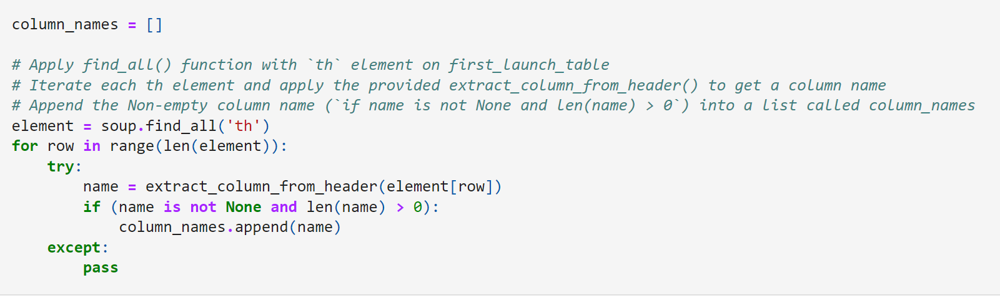 column_names = []
# Apply find_all() function with `th` element on first_launch_table
# Iterate each th element and apply the provided extract_column_from_header() to get a column name
# Append the Non-empty column name (`if name is not None and len(name) > 0`) into a list called column_names
element = soup.find_all('th')
for row in range(len(element)):
    try:
        name = extract_column_from_header(element[row])
        if (name is not None and len(name) > 0):
            column_names.append(name)
    except:
        pass